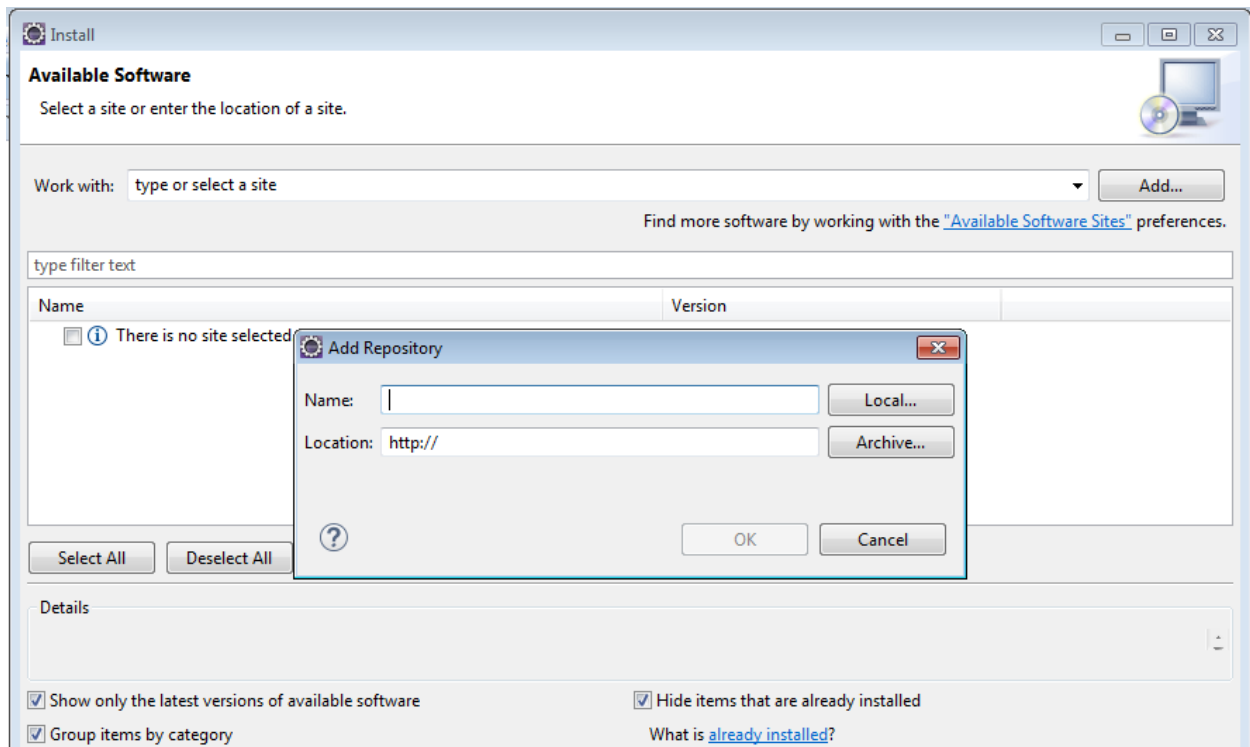 Install
Available Software
Select a site or enter the location of a site.
Work with: type or select a site Add...
Find more software by working with the "Available Software Sites" preferences.
type filter text
Name Version
There is no site selected
Add Repository
Name: Local...
Location: http:// Archive...
OK Cancel
Select All Deselect All
Details
Show only the latest versions of available software Hide items that are already installed
Group items by category What is already installed?